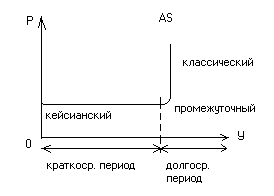 P
AS
классический
кейсианский
промежуточный
0
У
краткоср. период
долгоср.
период